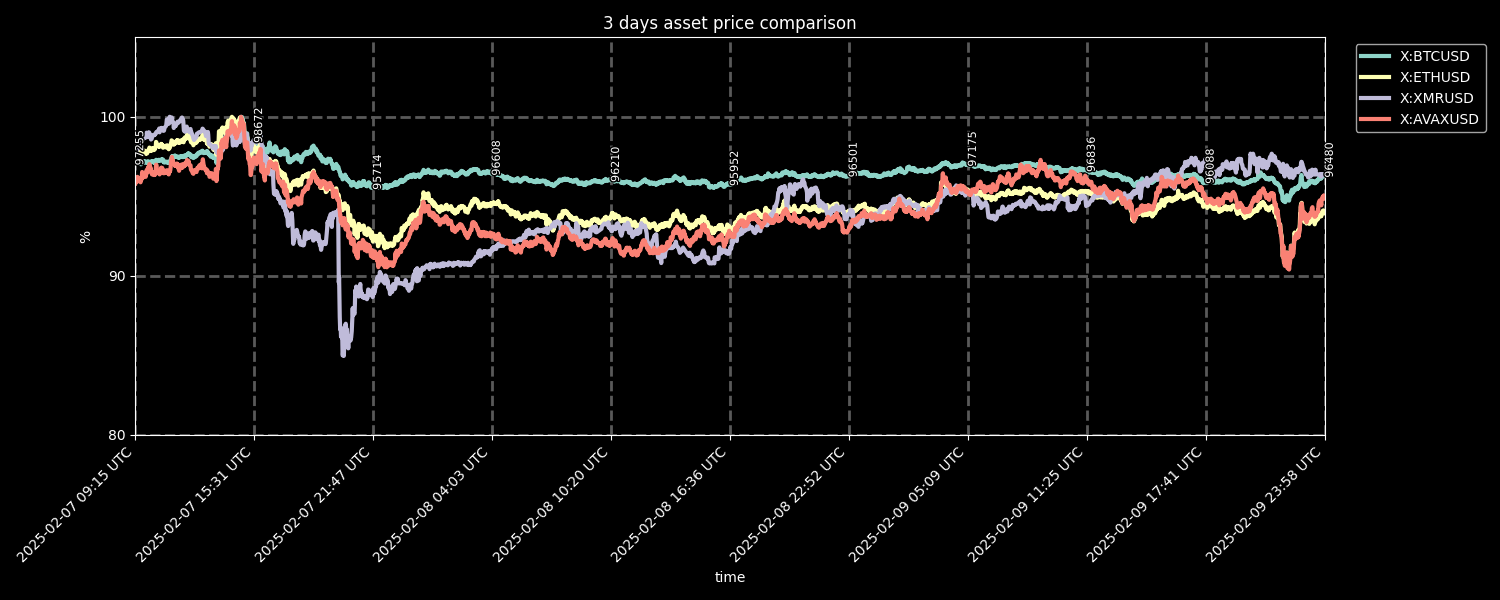 3 days asset price comparison
X:BTCUSD
X:ETHUSD
X:XMRUSD
X:AVAXUSD
100
90
80
%
97255
98672
95714
96608
96210
95952
96501
97175
96836
96088
96480
2025-02-07 09:15 UTC
2025-02-07 15:31 UTC
2025-02-07 21:47 UTC
2025-02-08 04:03 UTC
2025-02-08 10:20 UTC
2025-02-08 16:36 UTC
2025-02-08 22:52 UTC
2025-02-09 05:09 UTC
2025-02-09 11:25 UTC
2025-02-09 17:41 UTC
2025-02-09 23:58 UTC
time